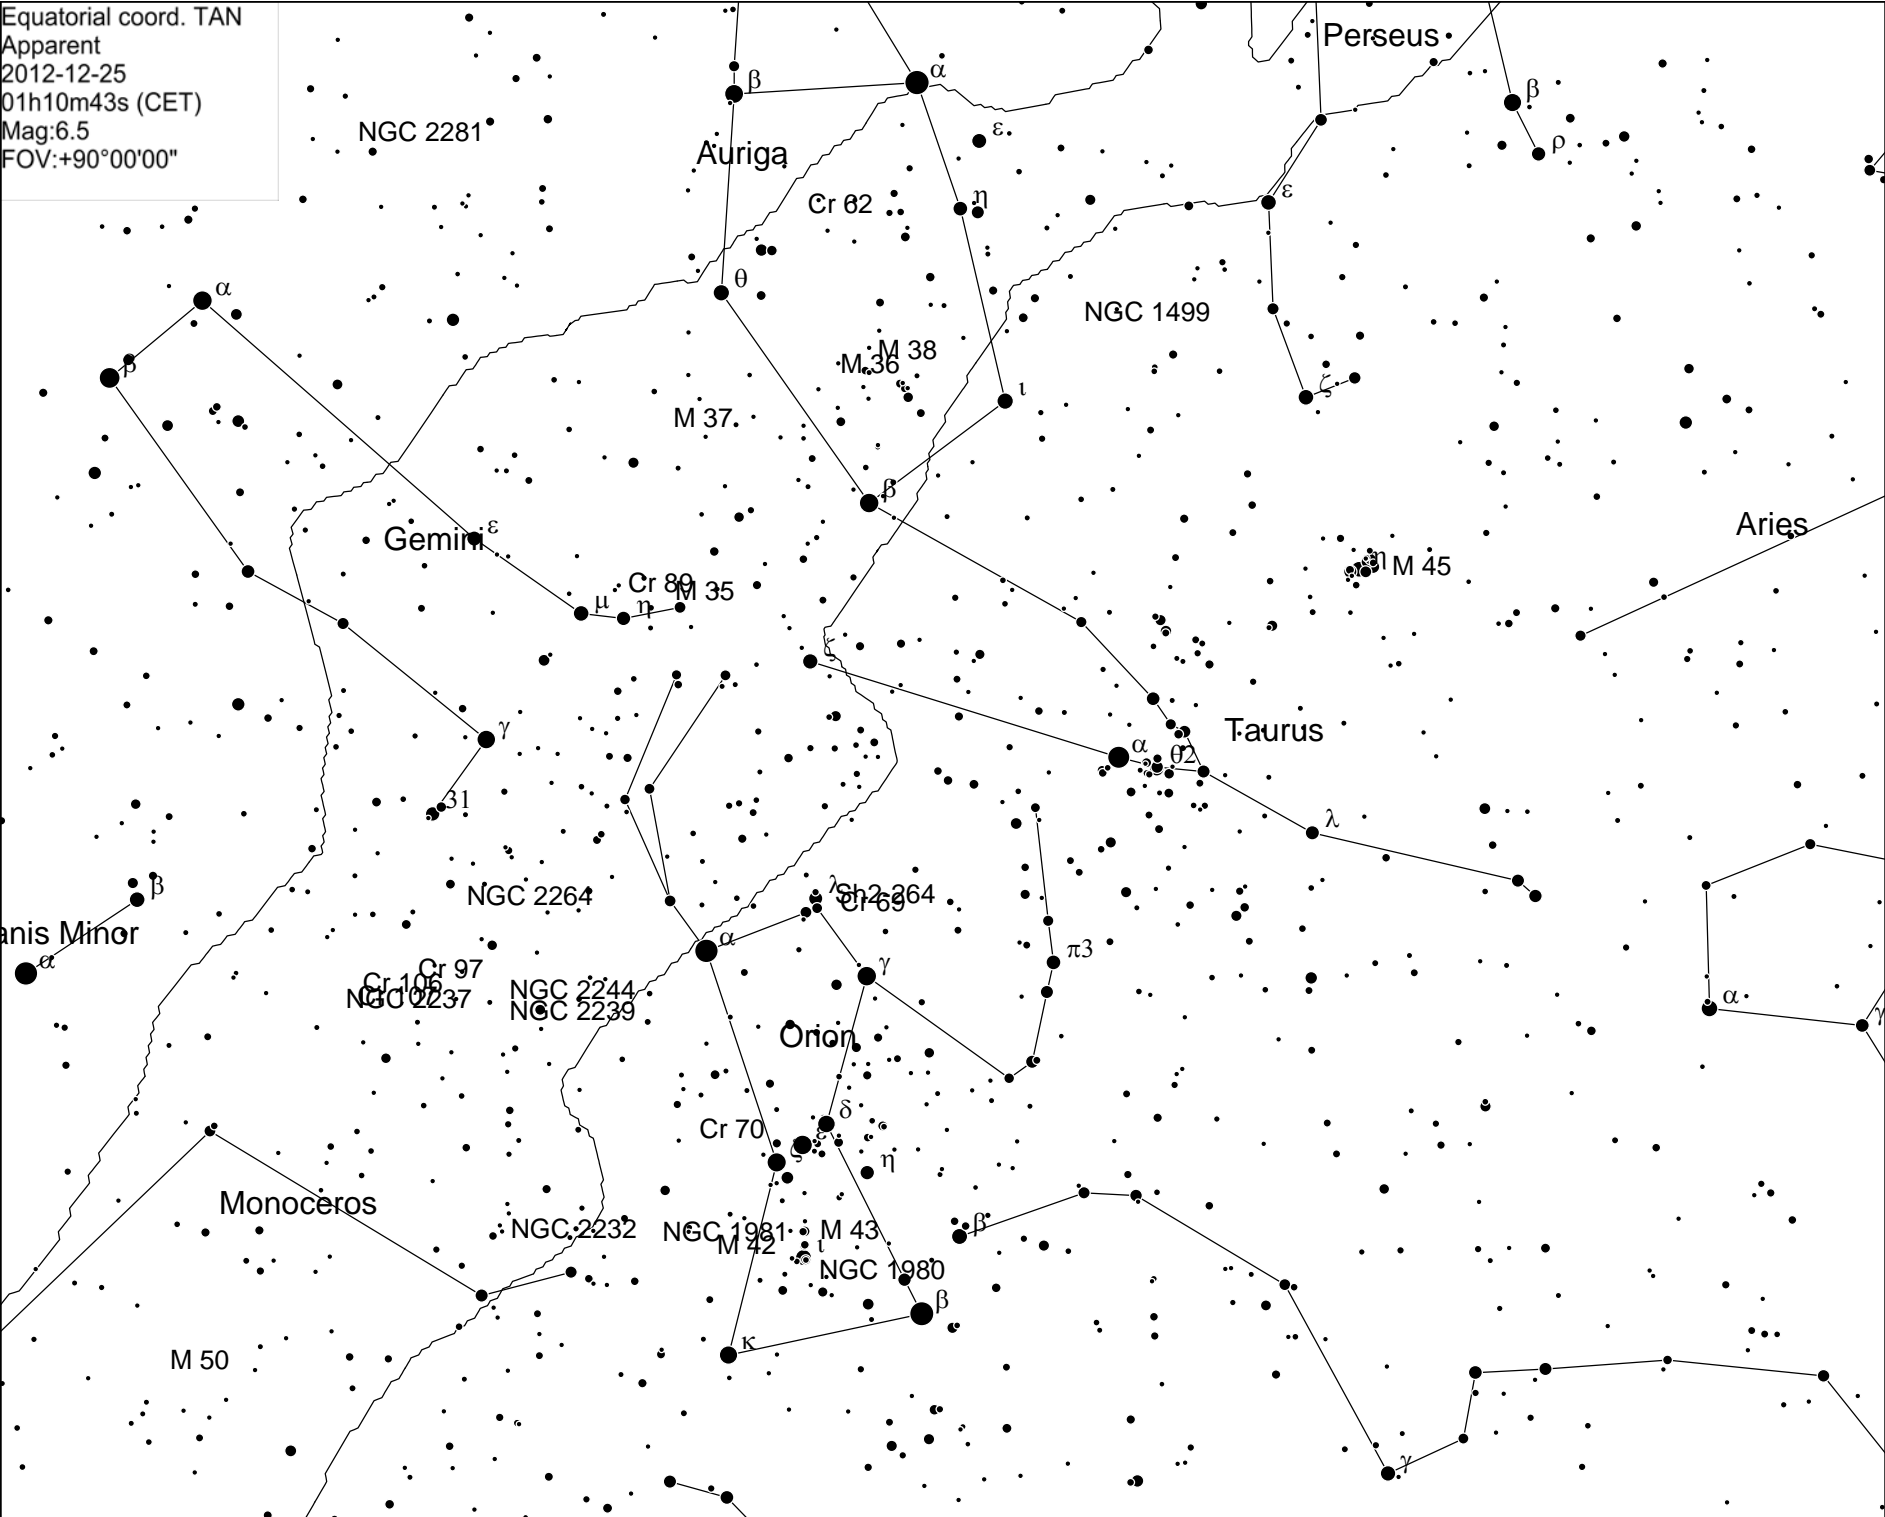 Equatorial coord. TAN
Apparent
2012-12-25
01h10m43s (CET)
Mag:6.5
FOV:+90°00'00"
Perseus
β
α
β
NGC 2281
ε
Auriga
ρ
Cr 62
η
ε
θ
α
NGC 1499
M 38
M 36
β
ι
ζ
M 37
β
Aries
ε
Gemini
η
M 45
Cr 89
M 35
μ
η
ζ
γ
Taurus
α
θ2
31
λ
β
NGC 2264
λ
Sh2-264
Cr 69
anis Minor
α
α
π3
γ
Cr 97
Cr 106
NGC 2237
NGC 2244
NGC 2239
α
γ
Orion
δ
Cr 70
ε
ζ
η
Monoceros
β
NGC 2232
NGC 1981
M 43
M 42
ι
NGC 1980
β
κ
M 50
γ